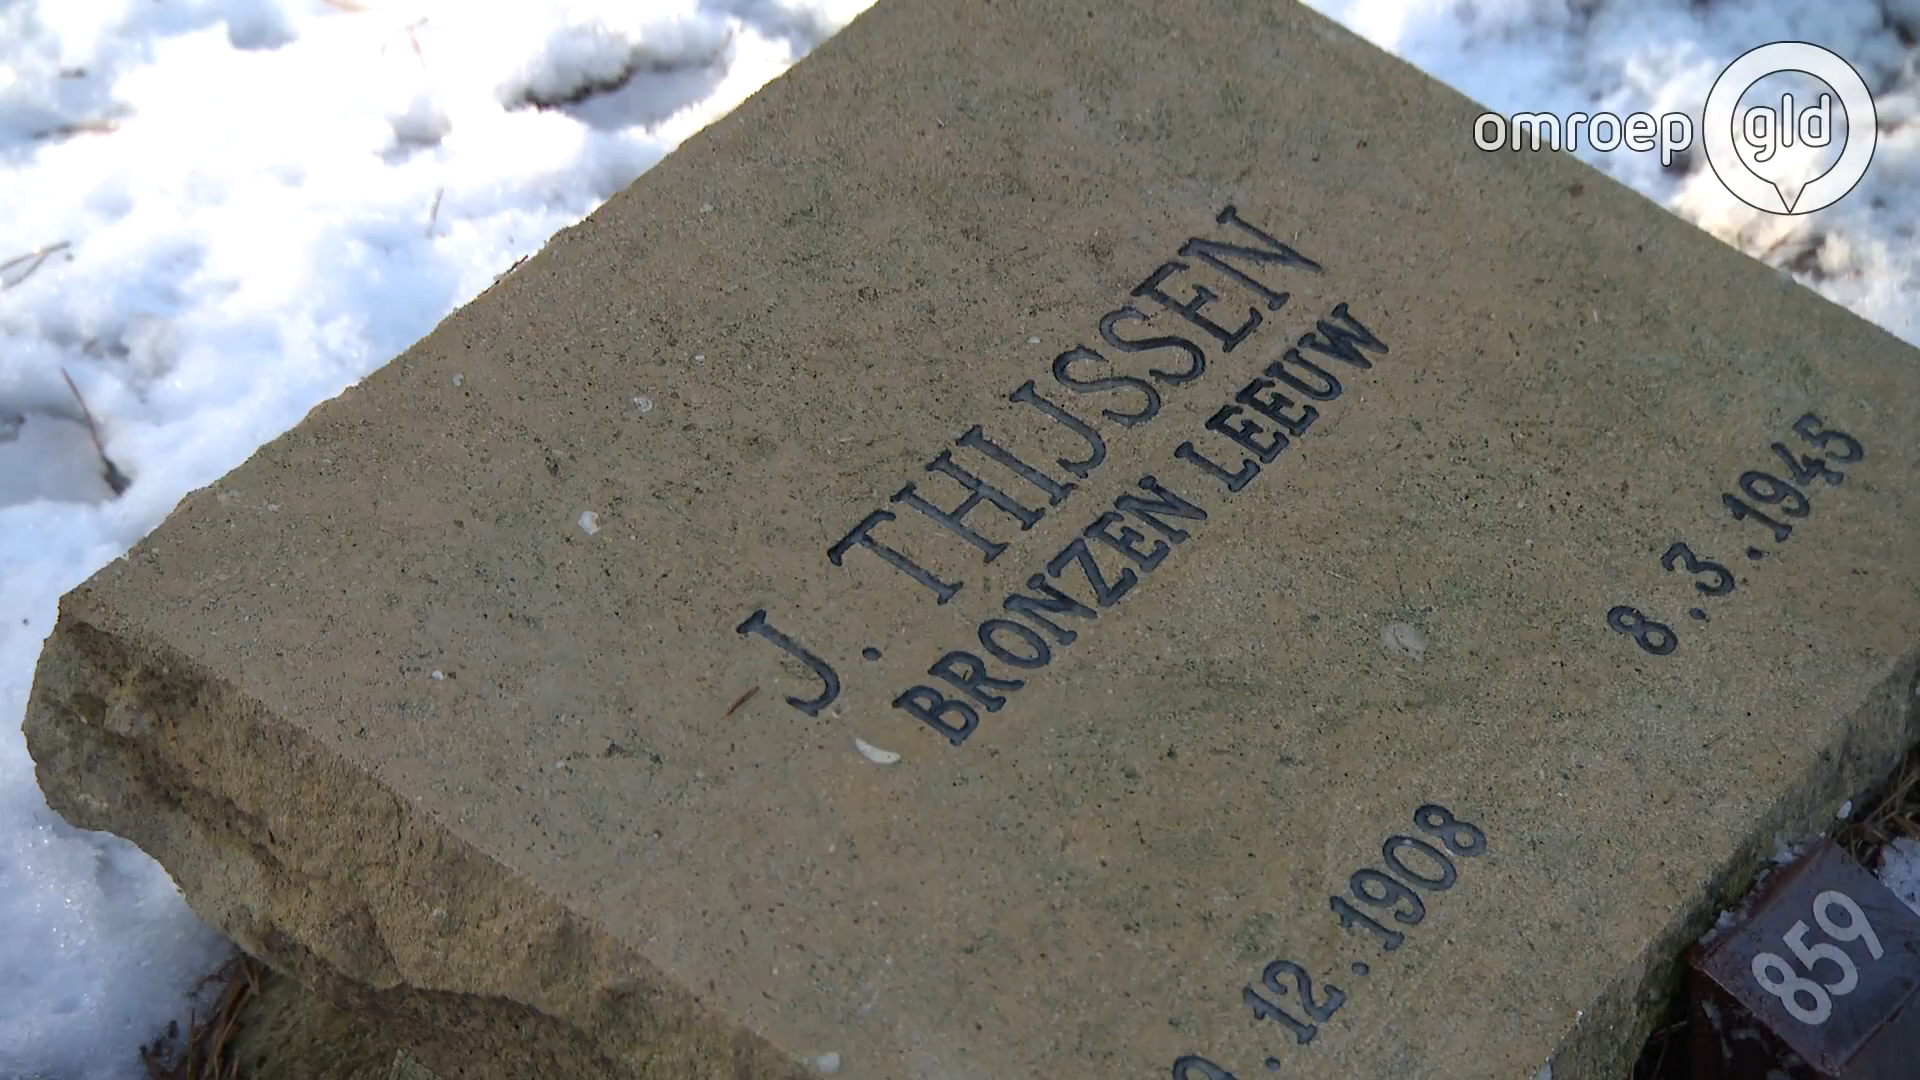 omroep gld
J. THIJSSEN
BRONZEN LEEUW
8.3.1945
.12.1908
859